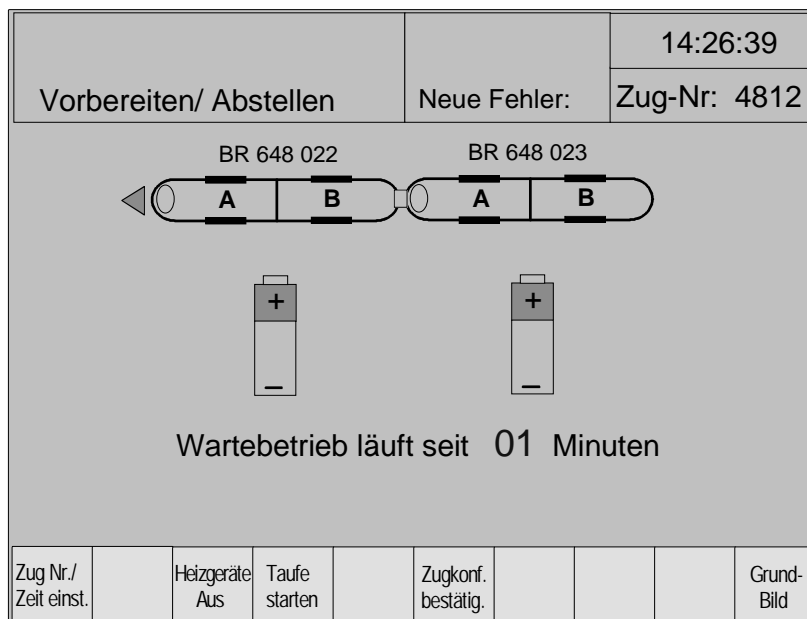 14:26:39
Vorbereiten/ Abstellen
Neue Fehler:
Zug-Nr: 4812
BR 648 022
BR 648 023
A B A B
+ +
– –
Wartebetrieb läuft seit 01 Minuten
Zug Nr./
Zeit einst.
Heizgeräte
Aus
Taufe
starten
Zugkonf.
bestätig.
Grund-
Bild